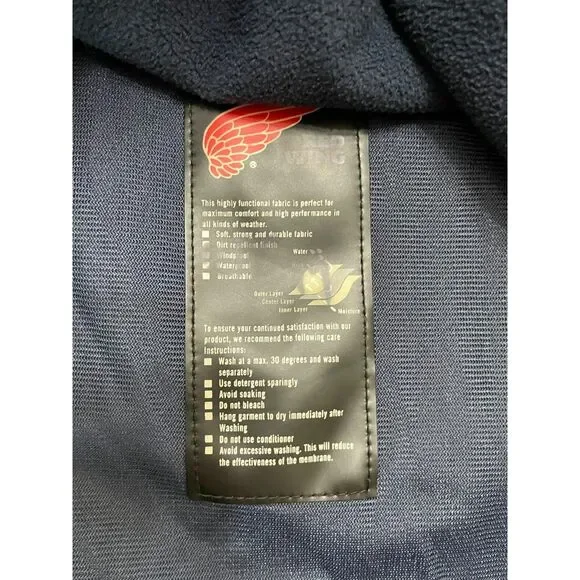 RED
WING
®
This highly functional fabric is perfect for
maximum comfort and high performance in
all kinds of weather.
Soft, strong and durable fabric
Dirt repellent finish
Windproof
Waterproof
Breathable
Water
Outer Layer
Center Layer
Inner Layer
Moisture
To ensure your continued satisfaction with our
product, we recommend the following care
Instructions:
Wash at a max. 30 degrees and wash
separately
Use detergent sparingly
Avoid soaking
Do not bleach
Hang garment to dry immediately after
Washing
Do not use conditioner
Avoid excessive washing. This will reduce
the effectiveness of the membrane.